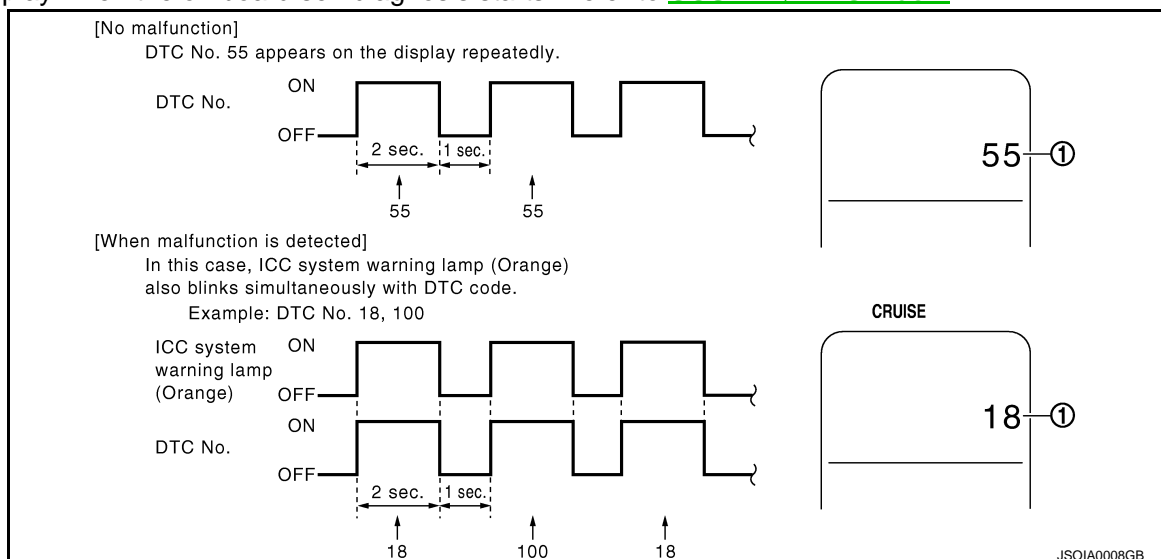 [No malfunction]
DTC No. 55 appears on the display repeatedly.
DTC No.
ON
OFF
2 sec.
1 sec.
55
55
55
①
[When malfunction is detected]
In this case, ICC system warning lamp (Orange)
also blinks simultaneously with DTC code.
Example: DTC No. 18, 100
ICC system
warning lamp
(Orange)
ON
OFF
DTC No.
ON
OFF
2 sec.
1 sec.
18
100
18
CRUISE
18
①
JSOIA0008GB